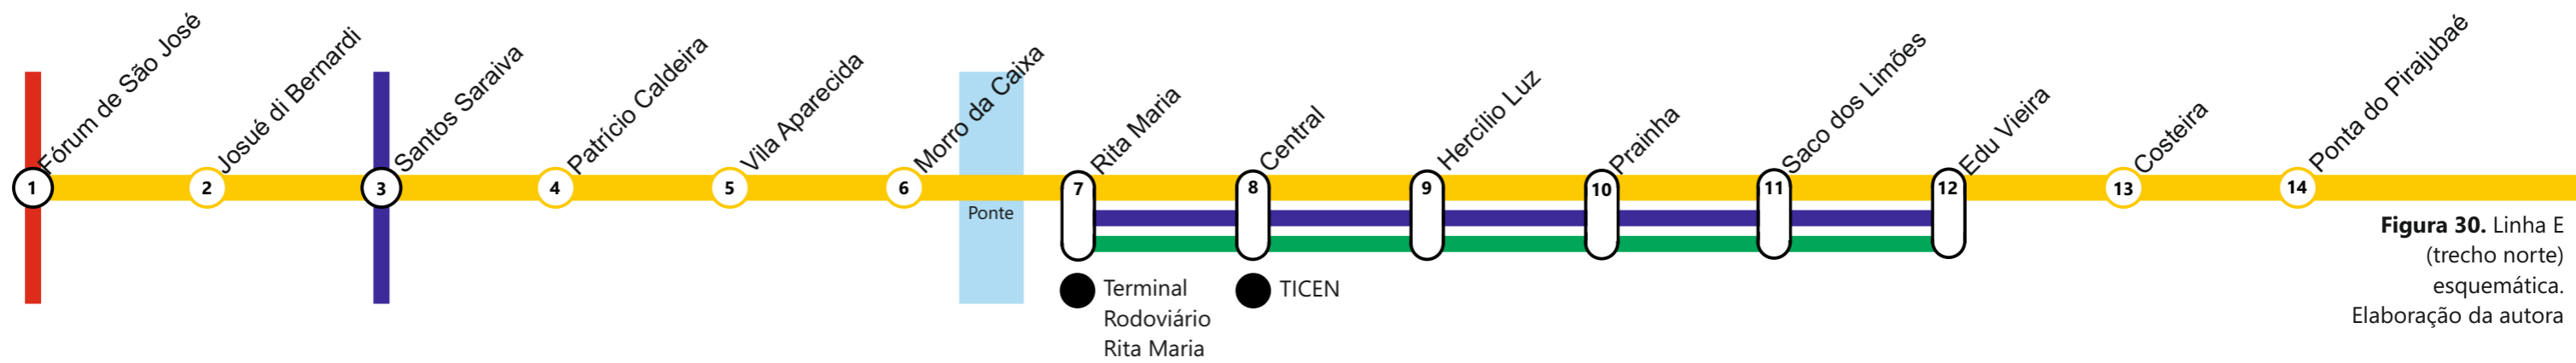 Fórum de São José
Josué di Bernardi
Santos Saraiva
Patrício Caldeira
Vila Aparecida
Morro da Caixa
Rita Maria
Central
Hercílio Luz
Prainha
Saco dos Limões
Edu Vieira
Costeira
Ponta do Pirajubaé
1
2
3
4
5
6
7
8
9
10
11
12
13
14
Ponte
Terminal
Rodoviário
Rita Maria
TICEN
Figura 30. Linha E
(trecho norte)
esquemática.
Elaboração da autora